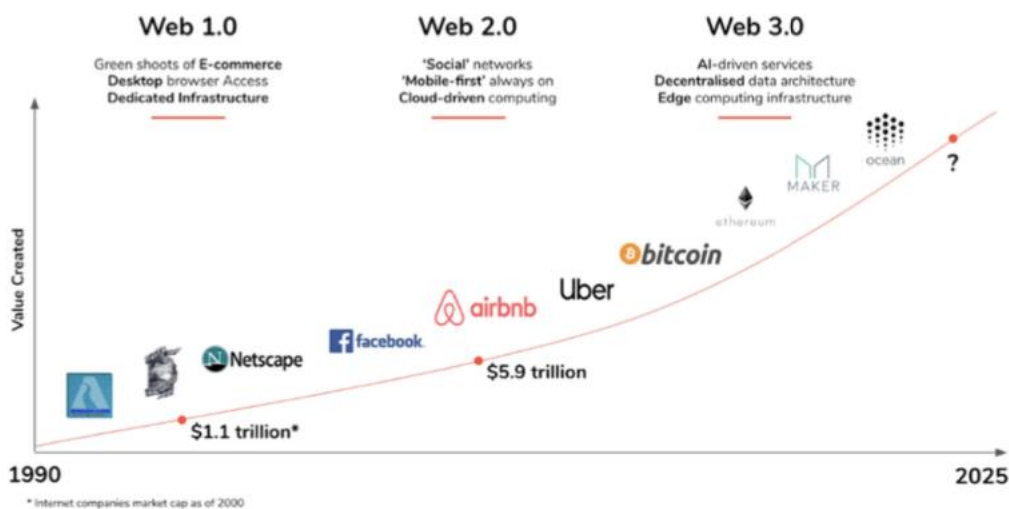 Web 1.0
Green shoots of E-commerce
Desktop browser Access
Dedicated Infrastructure
Web 2.0
'Social' networks
'Mobile-first' always on
Cloud-driven computing
Web 3.0
AI-driven services
Decentralised data architecture
Edge computing infrastructure
Value Created
Netscape
facebook.
airbnb
Uber
bitcoin
ethereum
MAKER
ocean
$1.1 trillion*
$5.9 trillion
?
1990
2025
* Internet companies market cap as of 2000